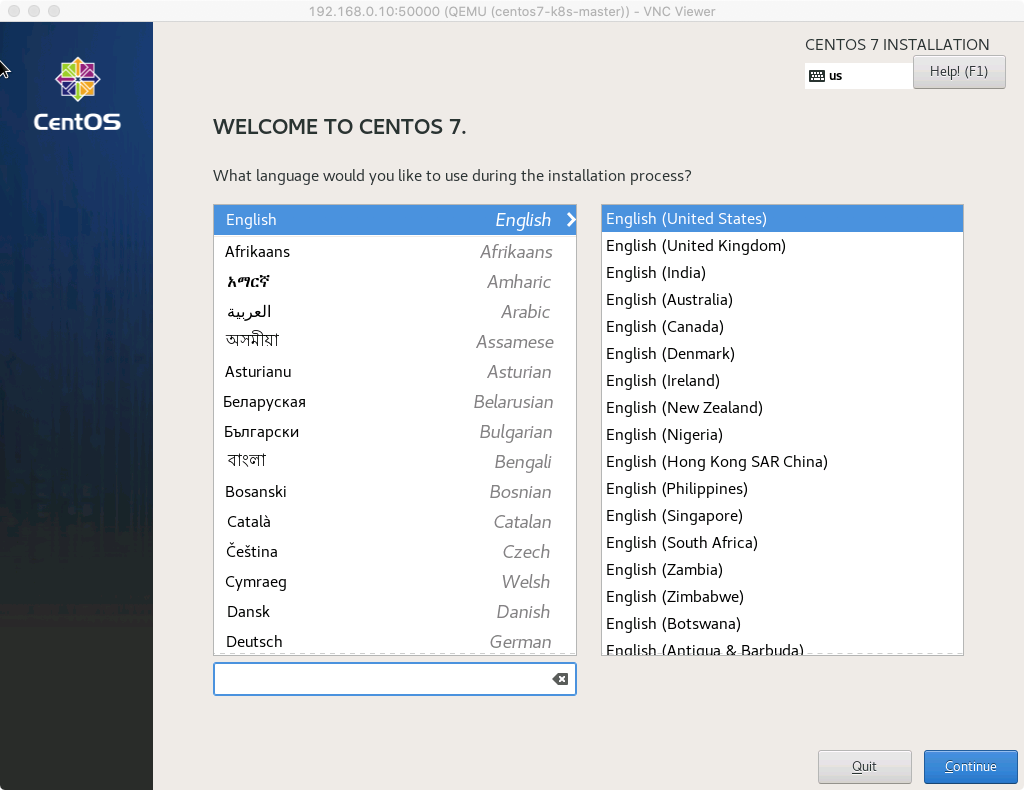 192.168.0.10:50000 (QEMU (centos7-k8s-master)) - VNC Viewer
CentOS
CENTOS 7 INSTALLATION
us
Help! (F1)
WELCOME TO CENTOS 7.
What language would you like to use during the installation process?
English English
Afrikaans Afrikaans
አማርኛ Amharic
العربية Arabic
অসমীয়া Assamese
Asturianu Asturian
Беларуская Belarusian
Български Bulgarian
বাংলা Bengali
Bosanski Bosnian
Català Catalan
Čeština Czech
Cymraeg Welsh
Dansk Danish
Deutsch German
English (United States)
English (United Kingdom)
English (India)
English (Australia)
English (Canada)
English (Denmark)
English (Ireland)
English (New Zealand)
English (Nigeria)
English (Hong Kong SAR China)
English (Philippines)
English (Singapore)
English (South Africa)
English (Zambia)
English (Zimbabwe)
English (Botswana)
English (Antigua & Barbuda)
Quit
Continue